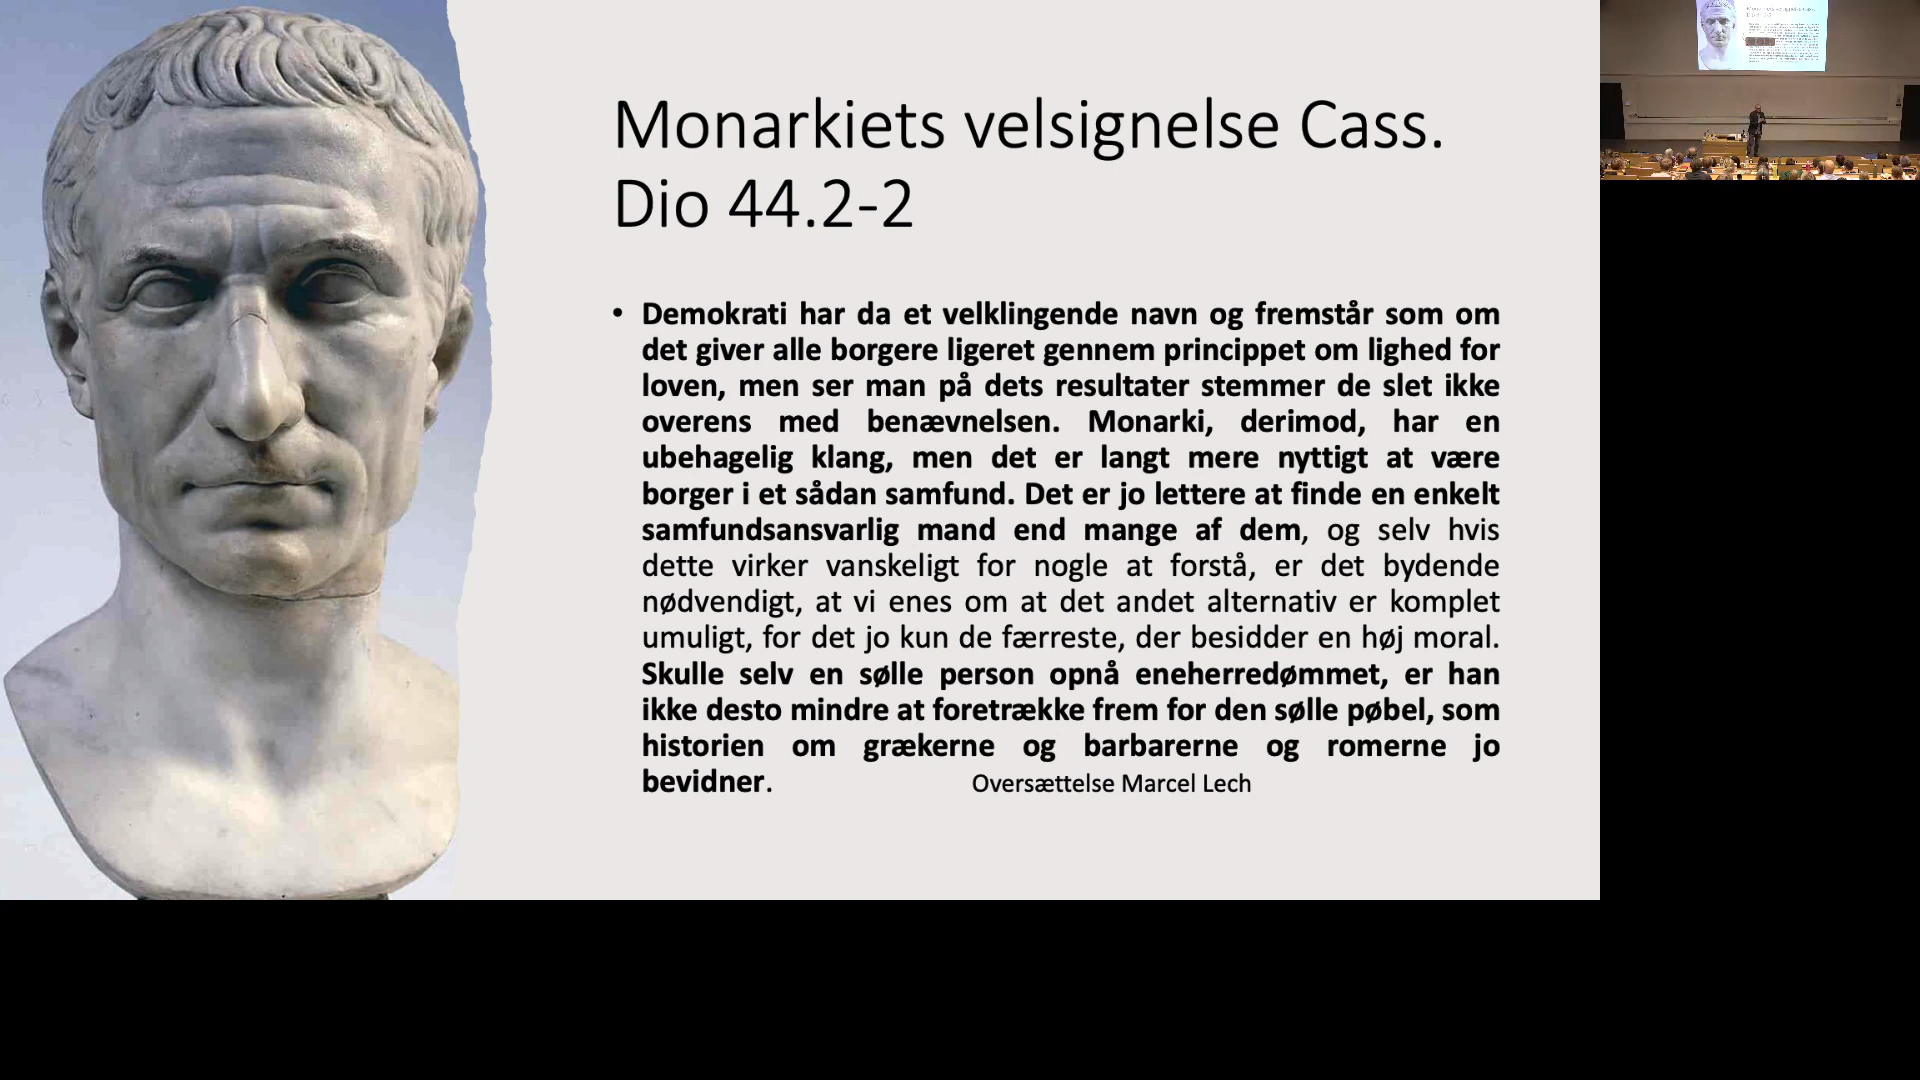 Monarkiets velsignelse Cass.
Dio 44.2-2
• Demokrati har da et velklingende navn og fremstår som om
det giver alle borgere ligeret gennem princippet om lighed for
loven, men ser man på dets resultater stemmer de slet ikke
overens med benævnelsen. Monarki, derimod, har en
ubehagelig klang, men det er langt mere nyttigt at være
borger i et sådan samfund. Det er jo lettere at finde en enkelt
samfundsansvarlig mand end mange af dem, og selv hvis
dette virker vanskeligt for nogle at forstå, er det bydende
nødvendigt, at vi enes om at det andet alternativ er komplet
umuligt, for det jo kun de færreste, der besidder en høj moral.
Skulle selv en sølle person opnå eneherredømmet, er han
ikke desto mindre at foretrække frem for den sølle pøbel, som
historien om grækerne og barbarerne og romerne jo
bevidner. Oversættelse Marcel Lech